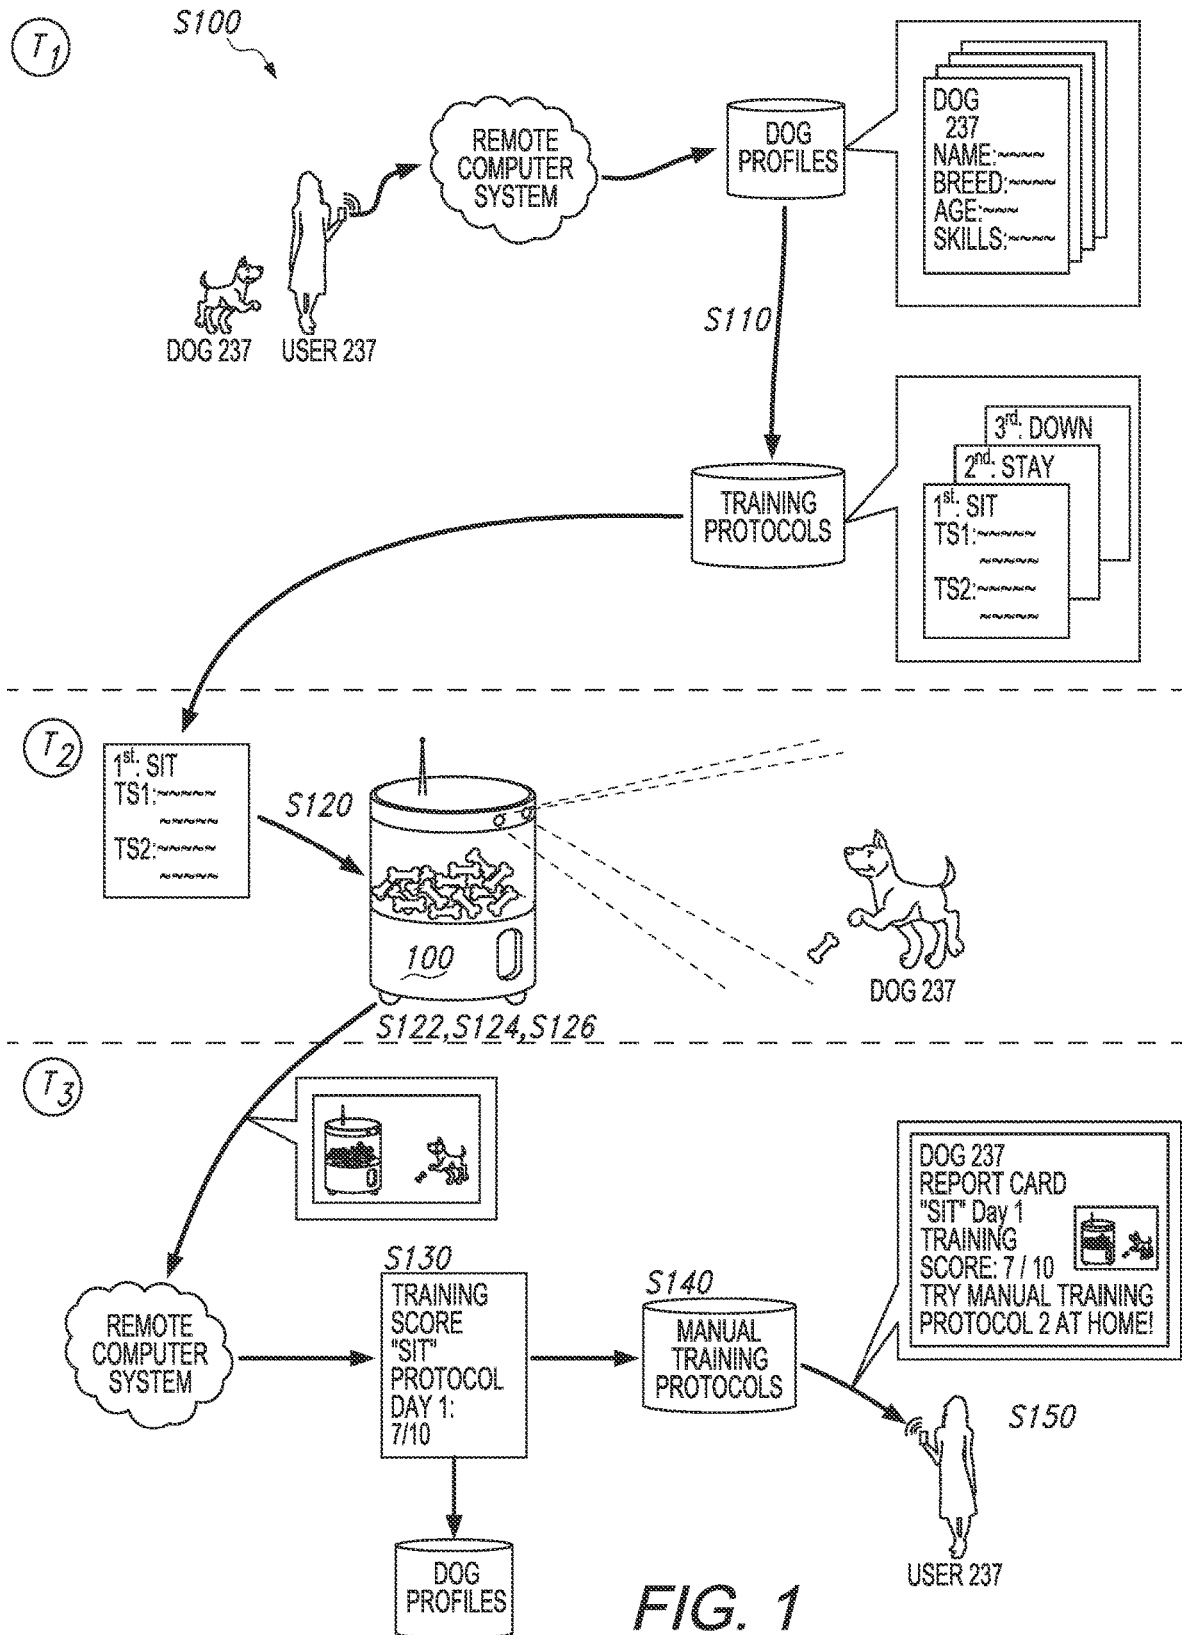 T1
S100
REMOTE
COMPUTER
SYSTEM
DOG
PROFILES
DOG
237
NAME:~~~~
BREED:~~~~
AGE:~~~
SKILLS:~~~~
DOG 237
USER 237
S110
TRAINING
PROTOCOLS
3rd: DOWN
2nd: STAY
1st: SIT
TS1:~~~~~
~~~~~
TS2:~~~~~
~~~~~
T2
1st: SIT
TS1:~~~~~
~~~~~
TS2:~~~~~
~~~~~
S120
100
DOG 237
S122,S124,S126
T3
REMOTE
COMPUTER
SYSTEM
S130
TRAINING
SCORE
"SIT"
PROTOCOL
DAY 1:
7/10
S140
MANUAL
TRAINING
PROTOCOLS
DOG 237
REPORT CARD
"SIT" Day 1
TRAINING
SCORE: 7 / 10
TRY MANUAL TRAINING
PROTOCOL 2 AT HOME!
S150
USER 237
DOG
PROFILES
FIG. 1